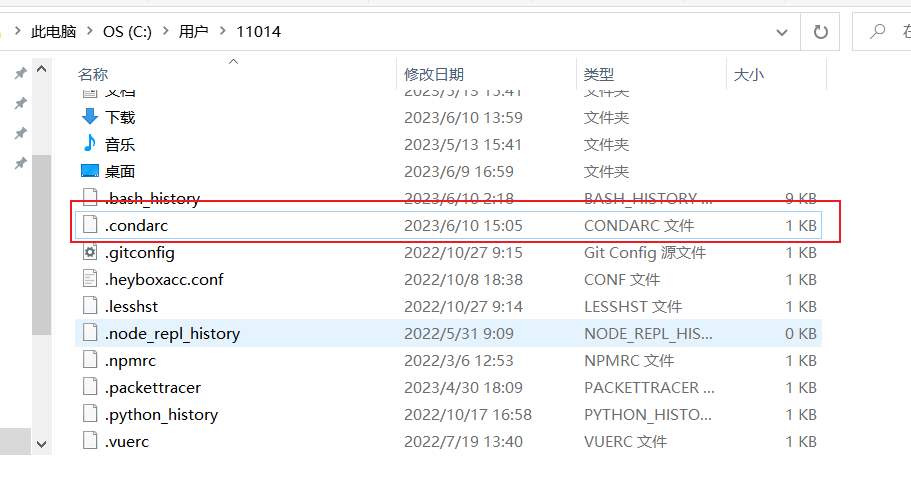 此电脑 > OS (C:) > 用户 > 11014 在
名称 修改日期 类型 大小
文档 2023/5/13 15:41 文件夹
下载 2023/6/10 13:59 文件夹
音乐 2023/5/13 15:41 文件夹
桌面 2023/6/9 16:59 文件夹
.bash_history 2023/6/10 2:18 BASH_HISTORY ... 9 KB
.condarc 2023/6/10 15:05 CONDARC 文件 1 KB
.gitconfig 2022/10/27 9:15 Git Config 源文件 1 KB
.heyboxacc.conf 2022/10/8 18:38 CONF 文件 1 KB
.lesshst 2022/10/27 9:14 LESSHST 文件 1 KB
.node_repl_history 2022/5/31 9:09 NODE_REPL_HIS... 0 KB
.npmrc 2022/3/6 12:53 NPMRC 文件 1 KB
.packettracer 2023/4/30 18:09 PACKETTRACER ... 1 KB
.python_history 2022/10/17 16:58 PYTHON_HISTO... 1 KB
.vuerc 2022/7/19 13:40 VUERC 文件 1 KB